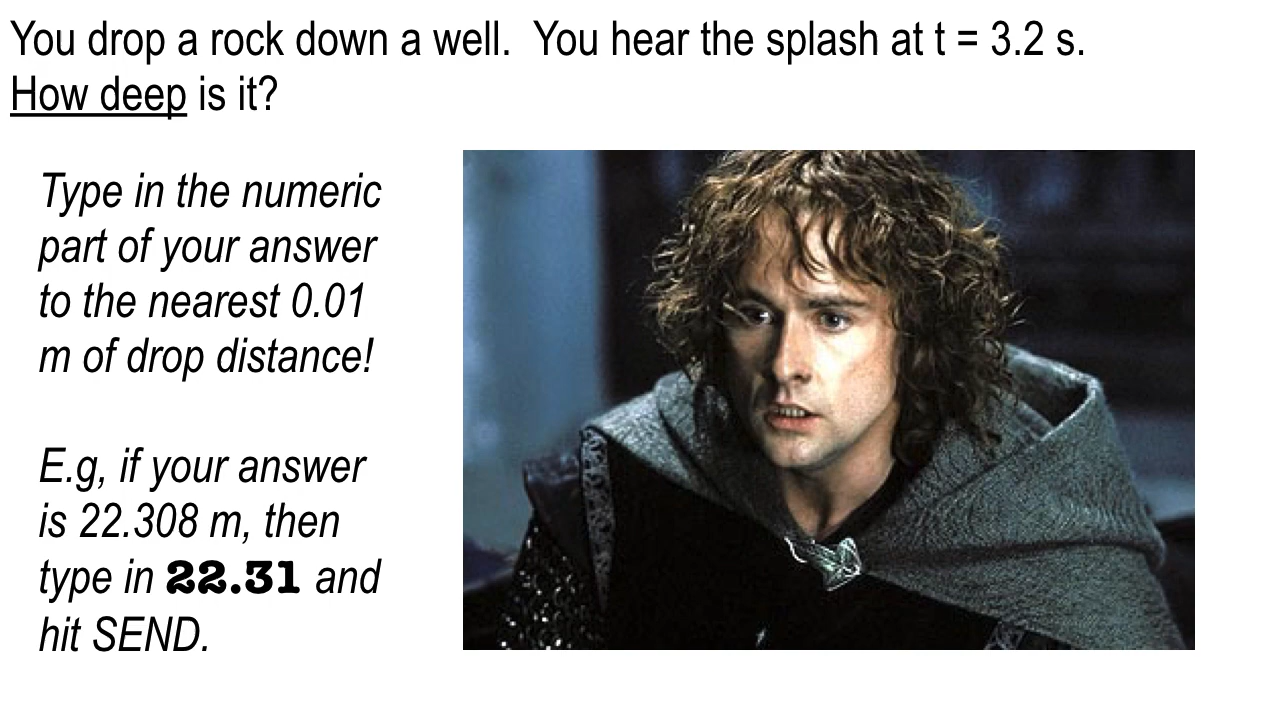 You drop a rock down a well.  You hear the splash at t = 3.2 s.
How deep is it?
Type in the numeric
part of your answer
to the nearest 0.01
m of drop distance!
E.g, if your answer
is 22.308 m, then
type in 22.31 and
hit SEND.